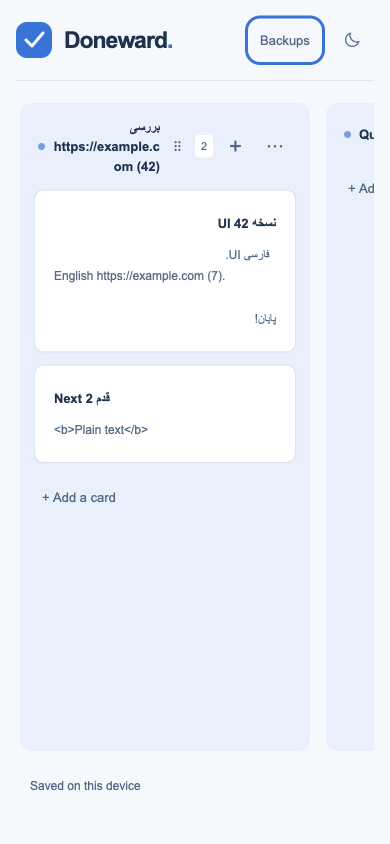 Doneward.
Backups
بررسی
https://example.c
om (42)
2
+
...
نسخه 42 UI
فارسی UI.
English https://example.com (7).
پایان!
Next 2 قدم
<b>Plain text</b>
+ Add a card
Qu
+ Ad
Saved on this device